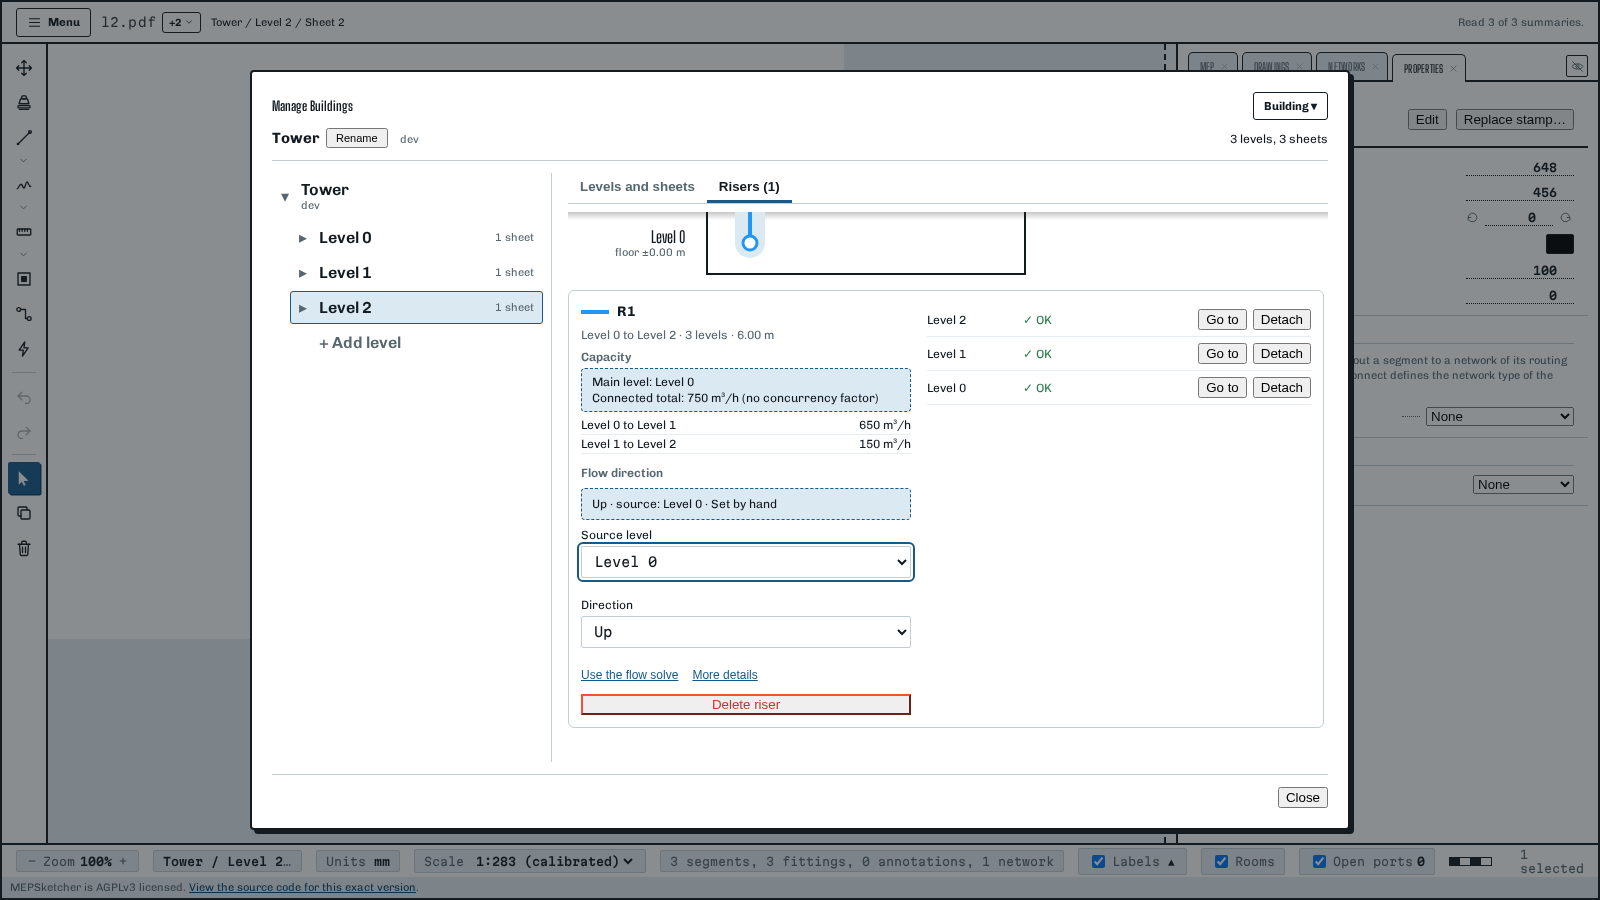 Menu
12.pdf
+2
Tower / Level 2 / Sheet 2
Read 3 of 3 summaries.
MEP
DRAWINGS
NETWORKS
PROPERTIES
Manage Buildings
Building ▾
Tower
Rename
dev
3 levels, 3 sheets
Edit
Replace stamp...
Tower
dev
Level 0
1 sheet
Level 1
1 sheet
Level 2
1 sheet
+ Add level
Levels and sheets
Risers (1)
Level 0
floor ±0.00 m
R1
Level 0 to Level 2 · 3 levels · 6.00 m
Capacity
Main level: Level 0
Connected total: 750 m³/h (no concurrency factor)
Level 0 to Level 1
650 m³/h
Level 1 to Level 2
150 m³/h
Flow direction
Up · source: Level 0 · Set by hand
Source level
Level 0
Direction
Up
Use the flow solve
More details
Delete riser
Level 2
✓ OK
Go to
Detach
Level 1
✓ OK
Go to
Detach
Level 0
✓ OK
Go to
Detach
Close
648
456
0
100
0
out a segment to a network of its routing
onnect defines the network type of the
None
None
− Zoom 100% +
Tower / Level 2…
Units mm
Scale 1:283 (calibrated)
3 segments, 3 fittings, 0 annotations, 1 network
Labels ▲
Rooms
Open ports 0
1 selected
MEPSketcher is AGPLv3 licensed. View the source code for this exact version.